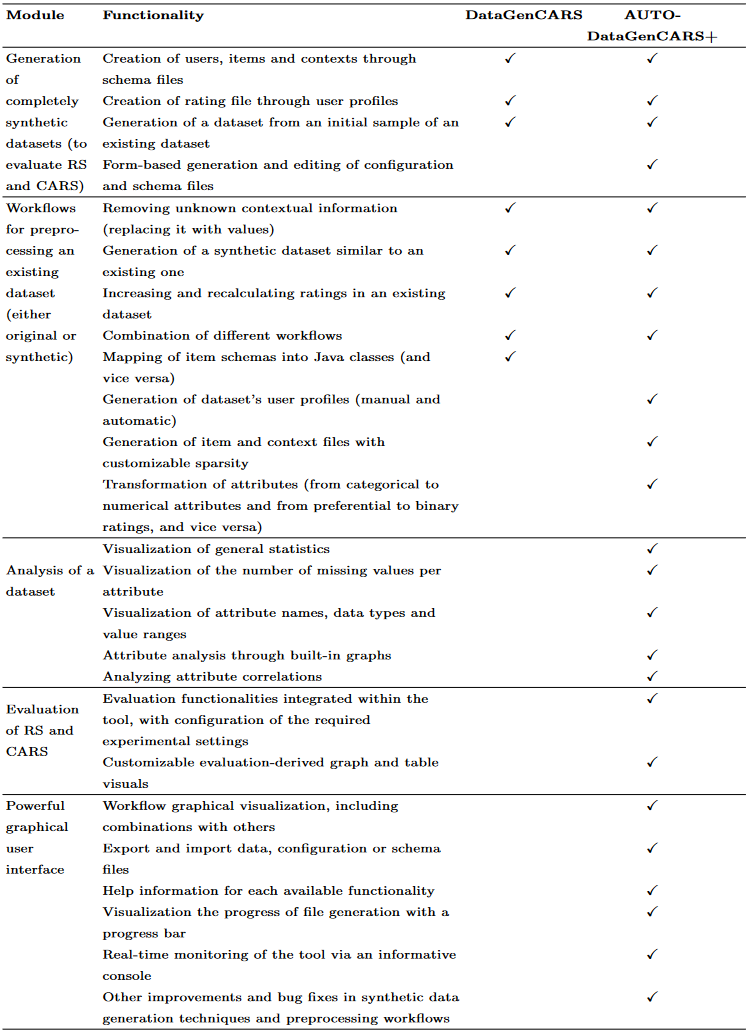 Module Functionality DataGenCARS AUTO-
DataGenCARS+
Generation Creation of users, items and contexts through ✓ ✓
of schema files
completely Creation of rating file through user profiles ✓ ✓
synthetic Generation of a dataset from an initial sample of an ✓ ✓
datasets (to existing dataset
evaluate RS Form-based generation and editing of configuration ✓
and CARS) and schema files
Workflows Removing unknown contextual information ✓ ✓
for prepro- (replacing it with values)
cessing an Generation of a synthetic dataset similar to an ✓ ✓
existing existing one
dataset Increasing and recalculating ratings in an existing ✓ ✓
(either dataset
original or Combination of different workflows ✓ ✓
synthetic) Mapping of item schemas into Java classes (and ✓
vice versa)
Generation of dataset's user profiles (manual and ✓
automatic)
Generation of item and context files with ✓
customizable sparsity
Transformation of attributes (from categorical to ✓
numerical attributes and from preferential to binary
ratings, and vice versa)
Visualization of general statistics ✓
Analysis of a Visualization of the number of missing values per ✓
dataset attribute
Visualization of attribute names, data types and ✓
value ranges
Attribute analysis through built-in graphs ✓
Analyzing attribute correlations ✓
Evaluation functionalities integrated within the ✓
Evaluation tool, with configuration of the required
of RS and experimental settings
CARS Customizable evaluation-derived graph and table ✓
visuals
Powerful Workflow graphical visualization, including ✓
graphical combinations with others
user Export and import data, configuration or schema ✓
interface files
Help information for each available functionality ✓
Visualization the progress of file generation with a ✓
progress bar
Real-time monitoring of the tool via an informative ✓
console
Other improvements and bug fixes in synthetic data ✓
generation techniques and preprocessing workflows